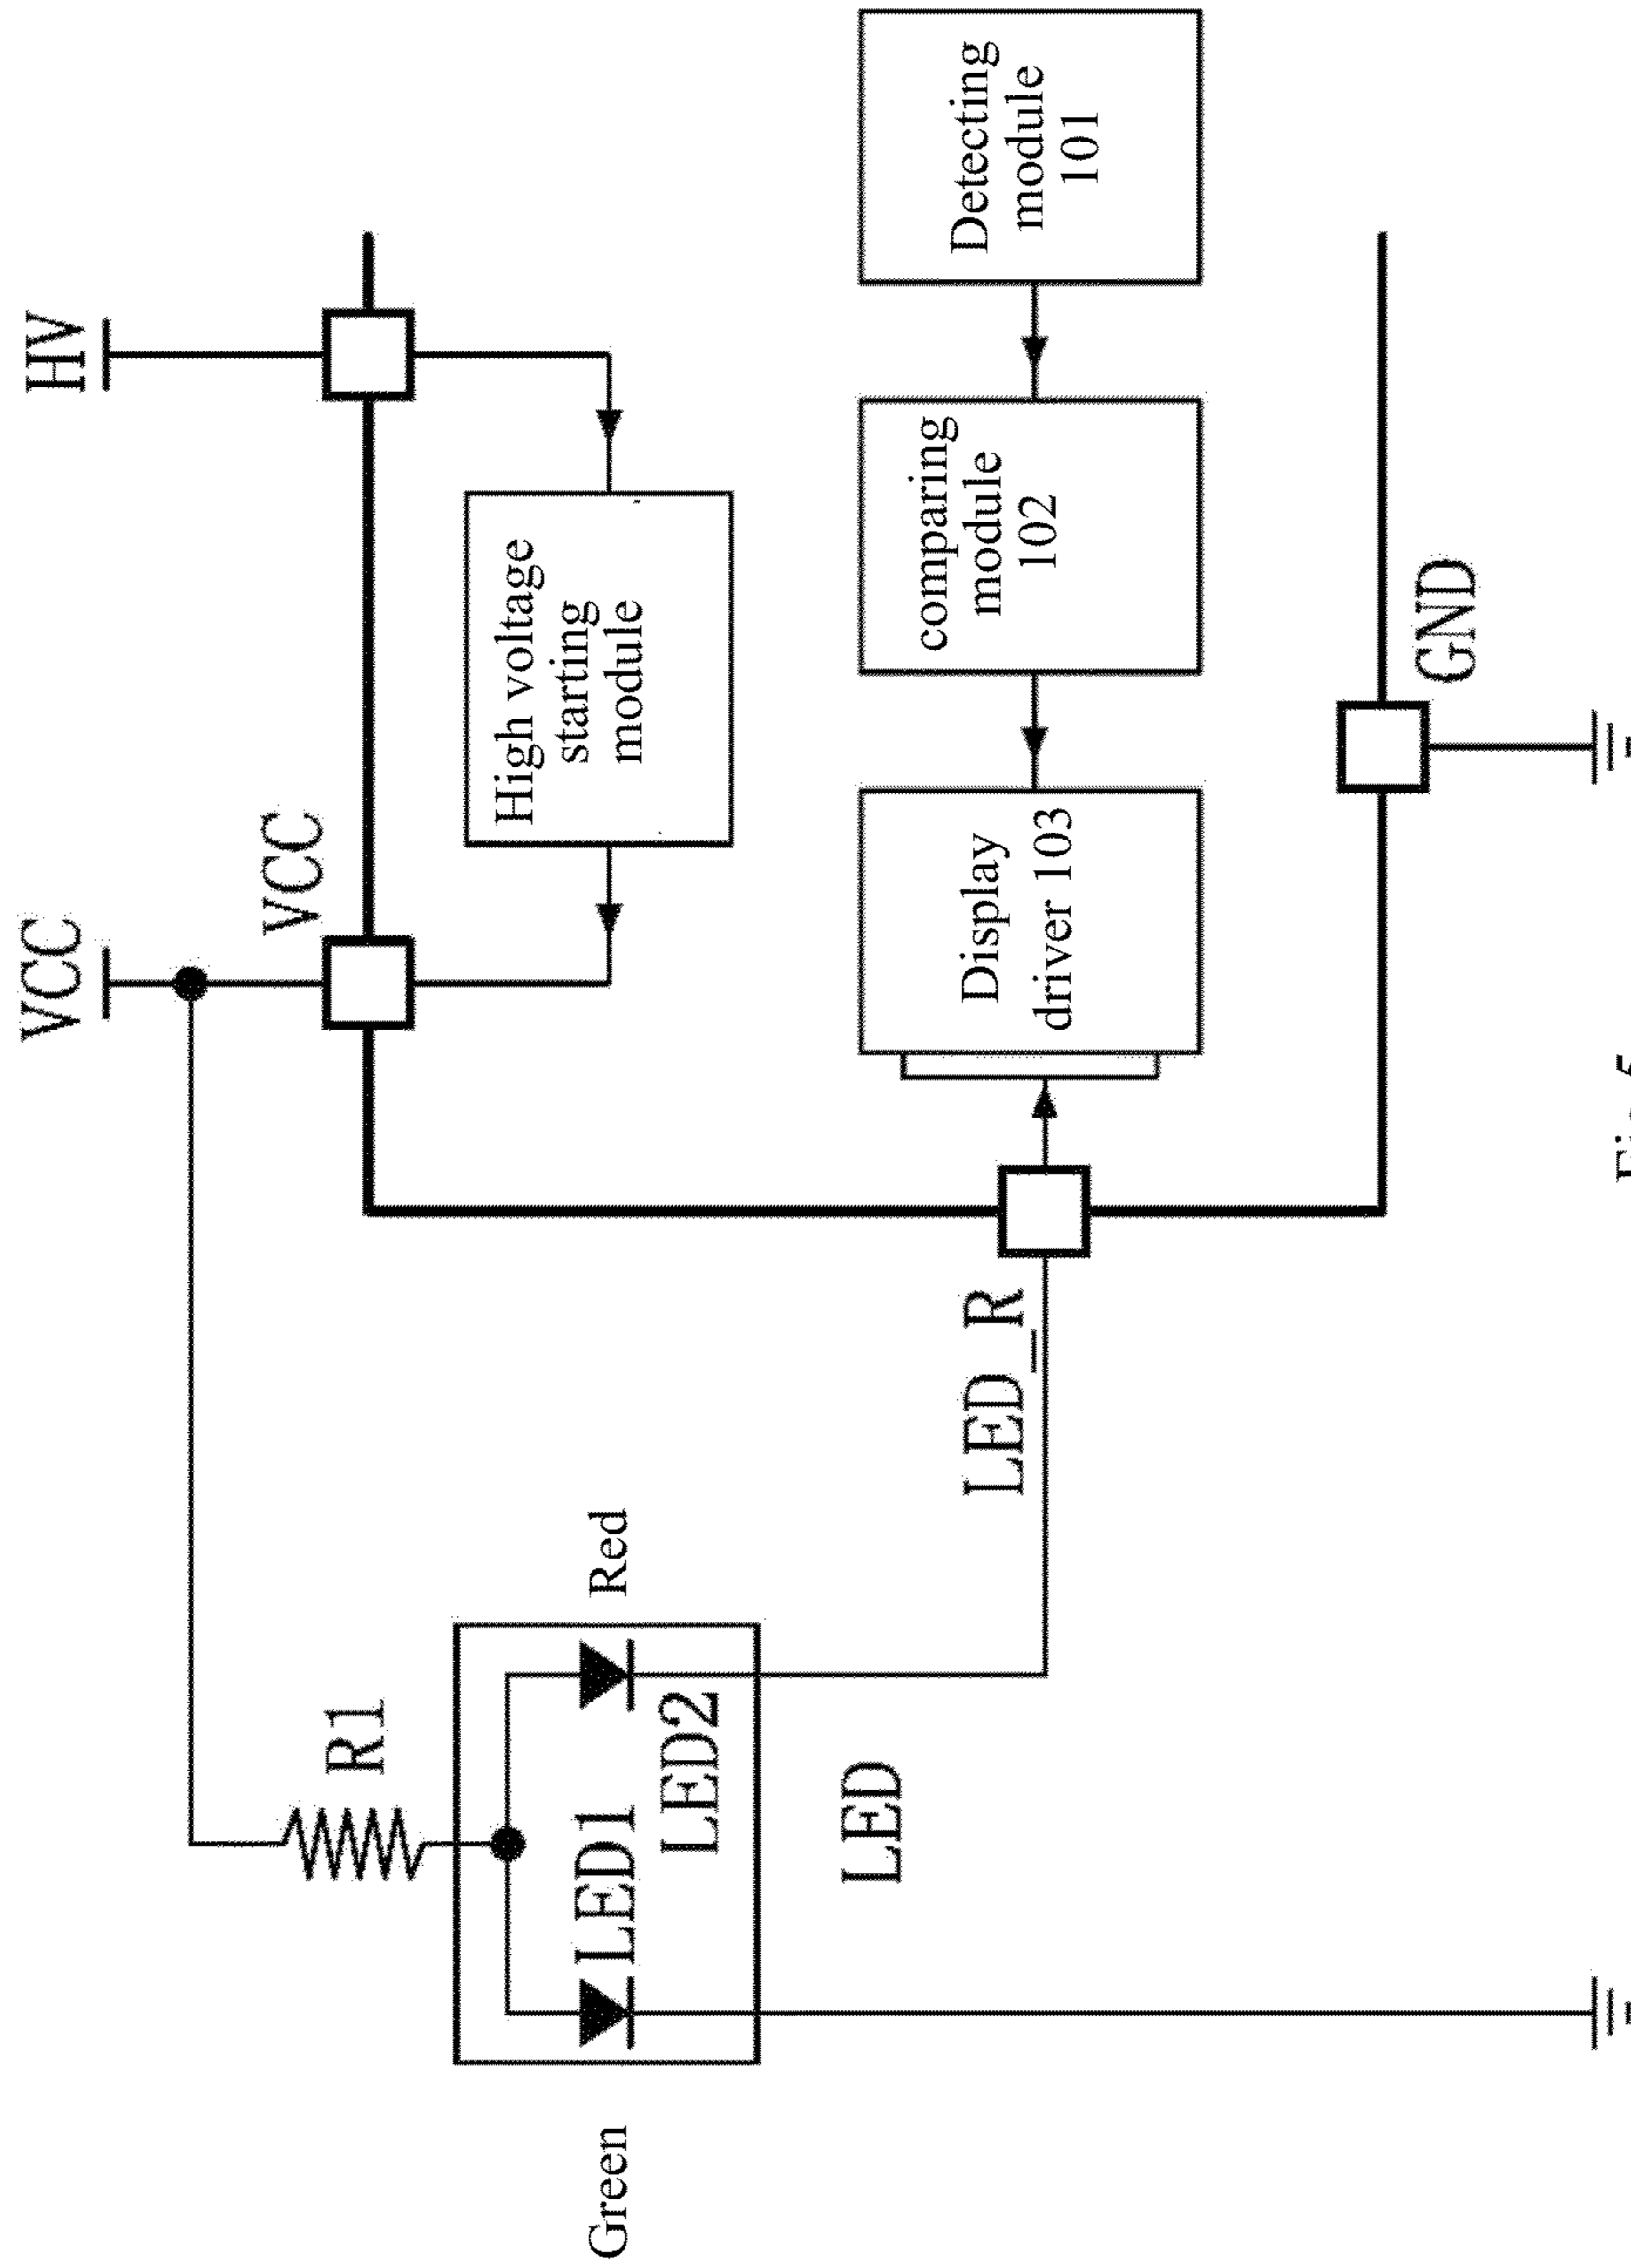 VCC
HV
VCC
R1
High voltage
starting
module
Green
Red
LED1
LED2
LED
LED_R
Display
driver 103
comparing
module
102
Detecting
module
101
GND